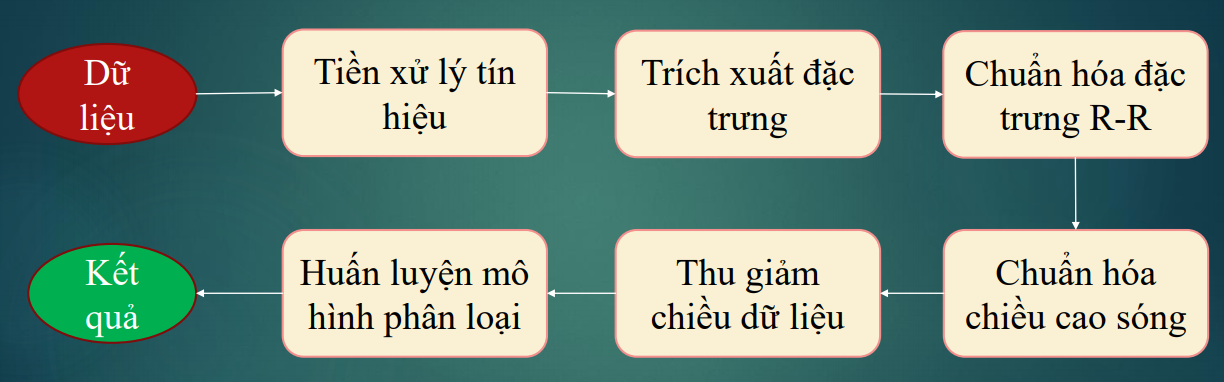 Dữ
liệu
Tiền xử lý tín
hiệu
Trích xuất đặc
trưng
Chuẩn hóa đặc
trưng R-R
Chuẩn hóa
chiều cao sóng
Thu giảm
chiều dữ liệu
Huấn luyện mô
hình phân loại
Kết
quả